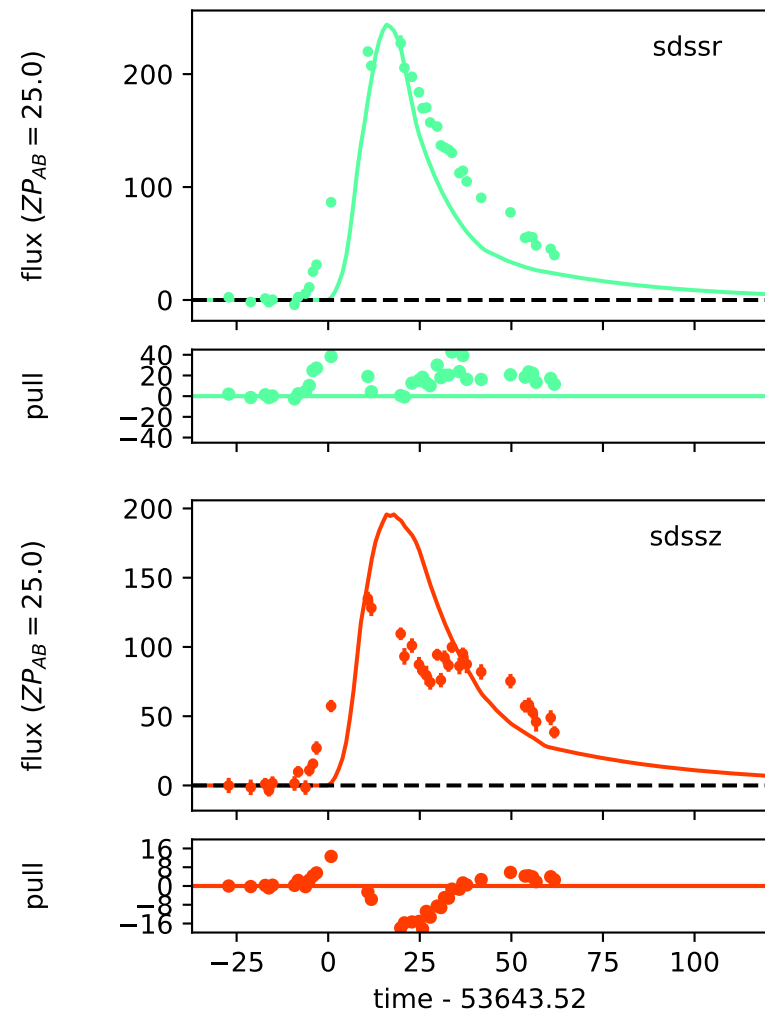 sdssr
flux (ZP_AB = 25.0)
200
100
0
pull
40
20
0
−20
−40
sdssz
flux (ZP_AB = 25.0)
200
150
100
50
0
pull
16
8
0
−8
−16
−25 0 25 50 75 100
time - 53643.52